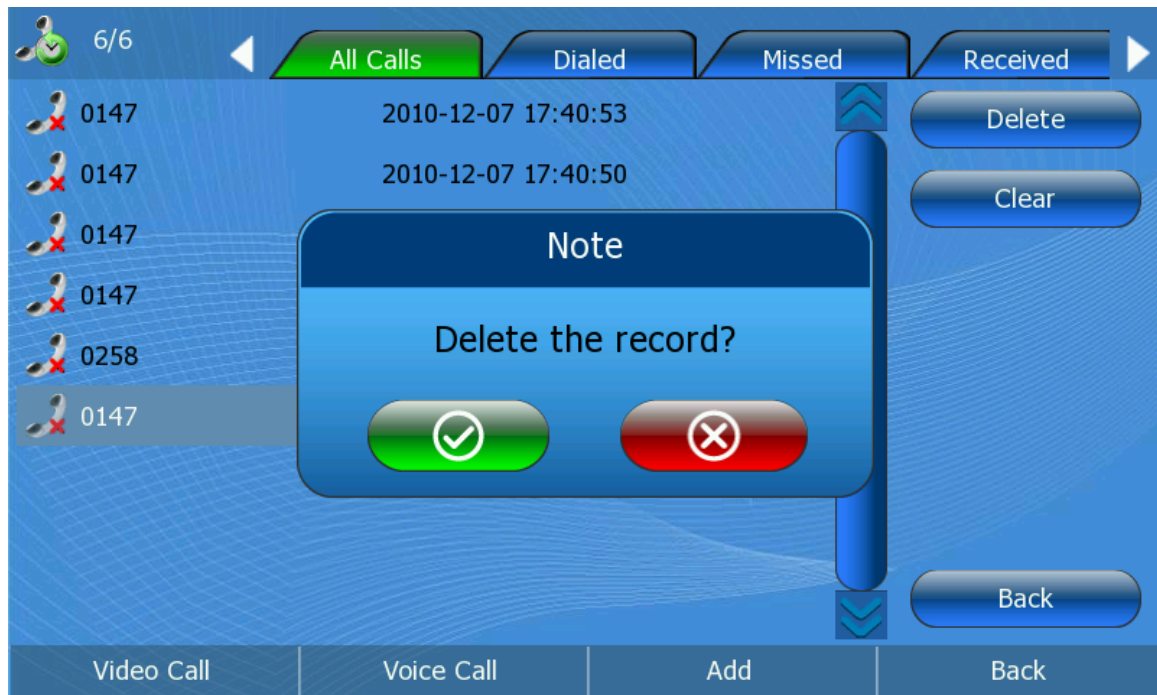 6/6
All Calls
Dialed
Missed
Received
0147 2010-12-07 17:40:53
Delete
0147 2010-12-07 17:40:50
Clear
0147
Note
0147
Delete the record?
0258
0147
Back
Video Call
Voice Call
Add
Back